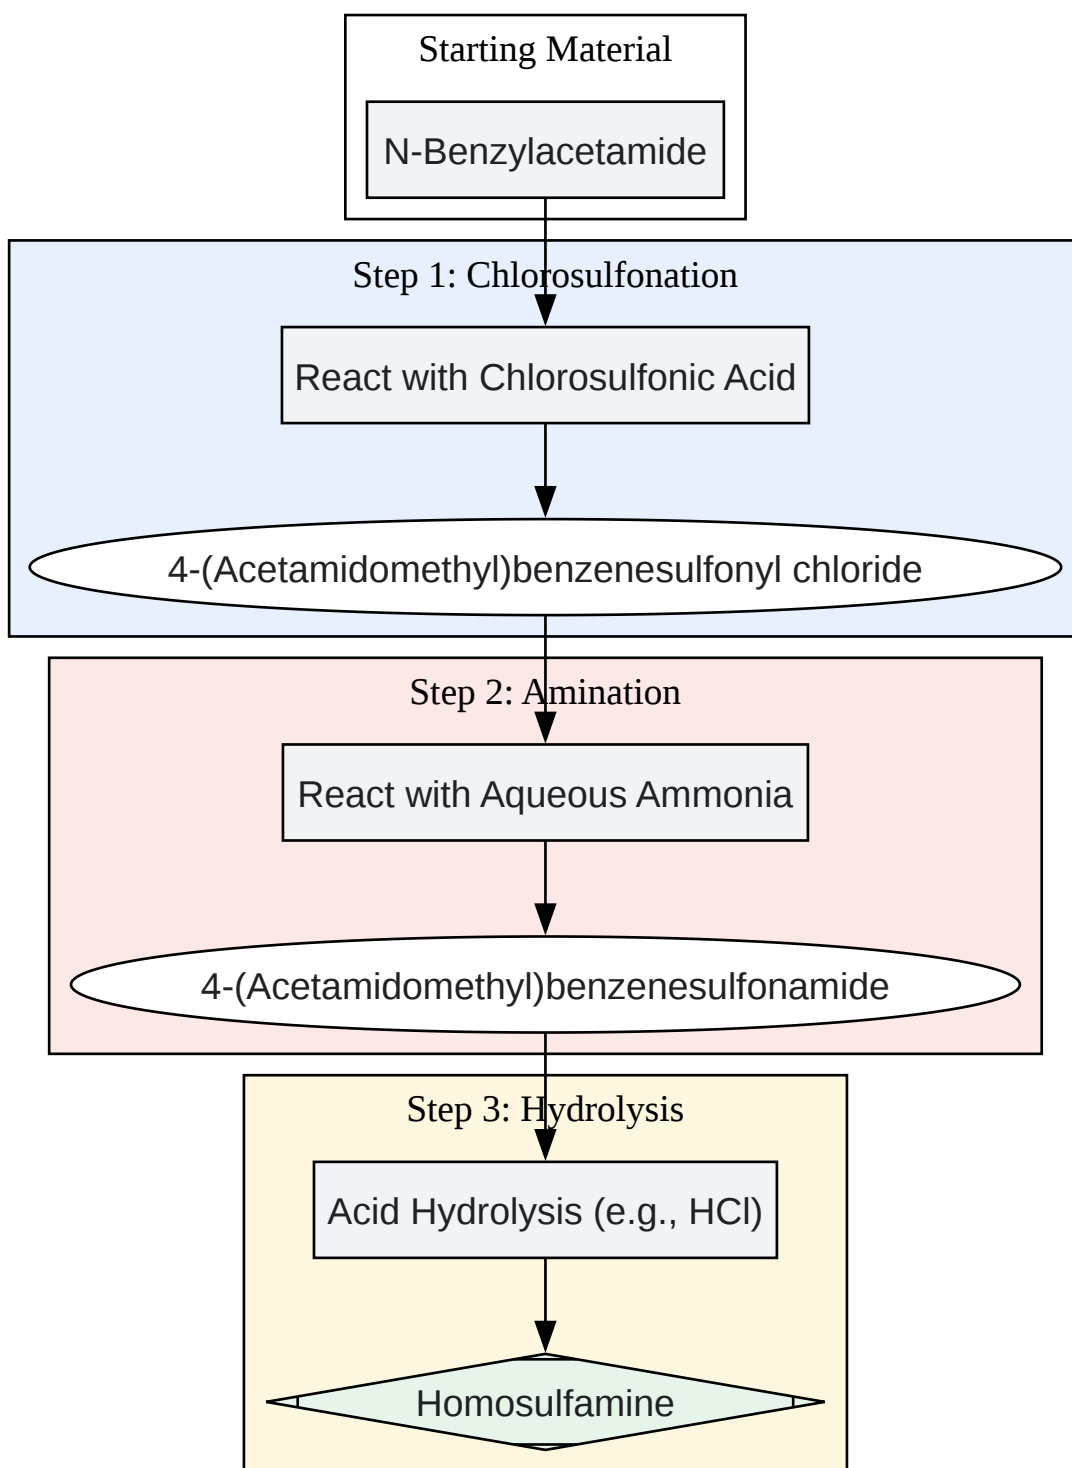 Starting Material
N-Benzylacetamide
Step 1: Chlorosulfonation
React with Chlorosulfonic Acid
4-(Acetamidomethyl)benzenesulfonyl chloride
Step 2: Amination
React with Aqueous Ammonia
4-(Acetamidomethyl)benzenesulfonamide
Step 3: Hydrolysis
Acid Hydrolysis (e.g., HCl)
Homosulfamine